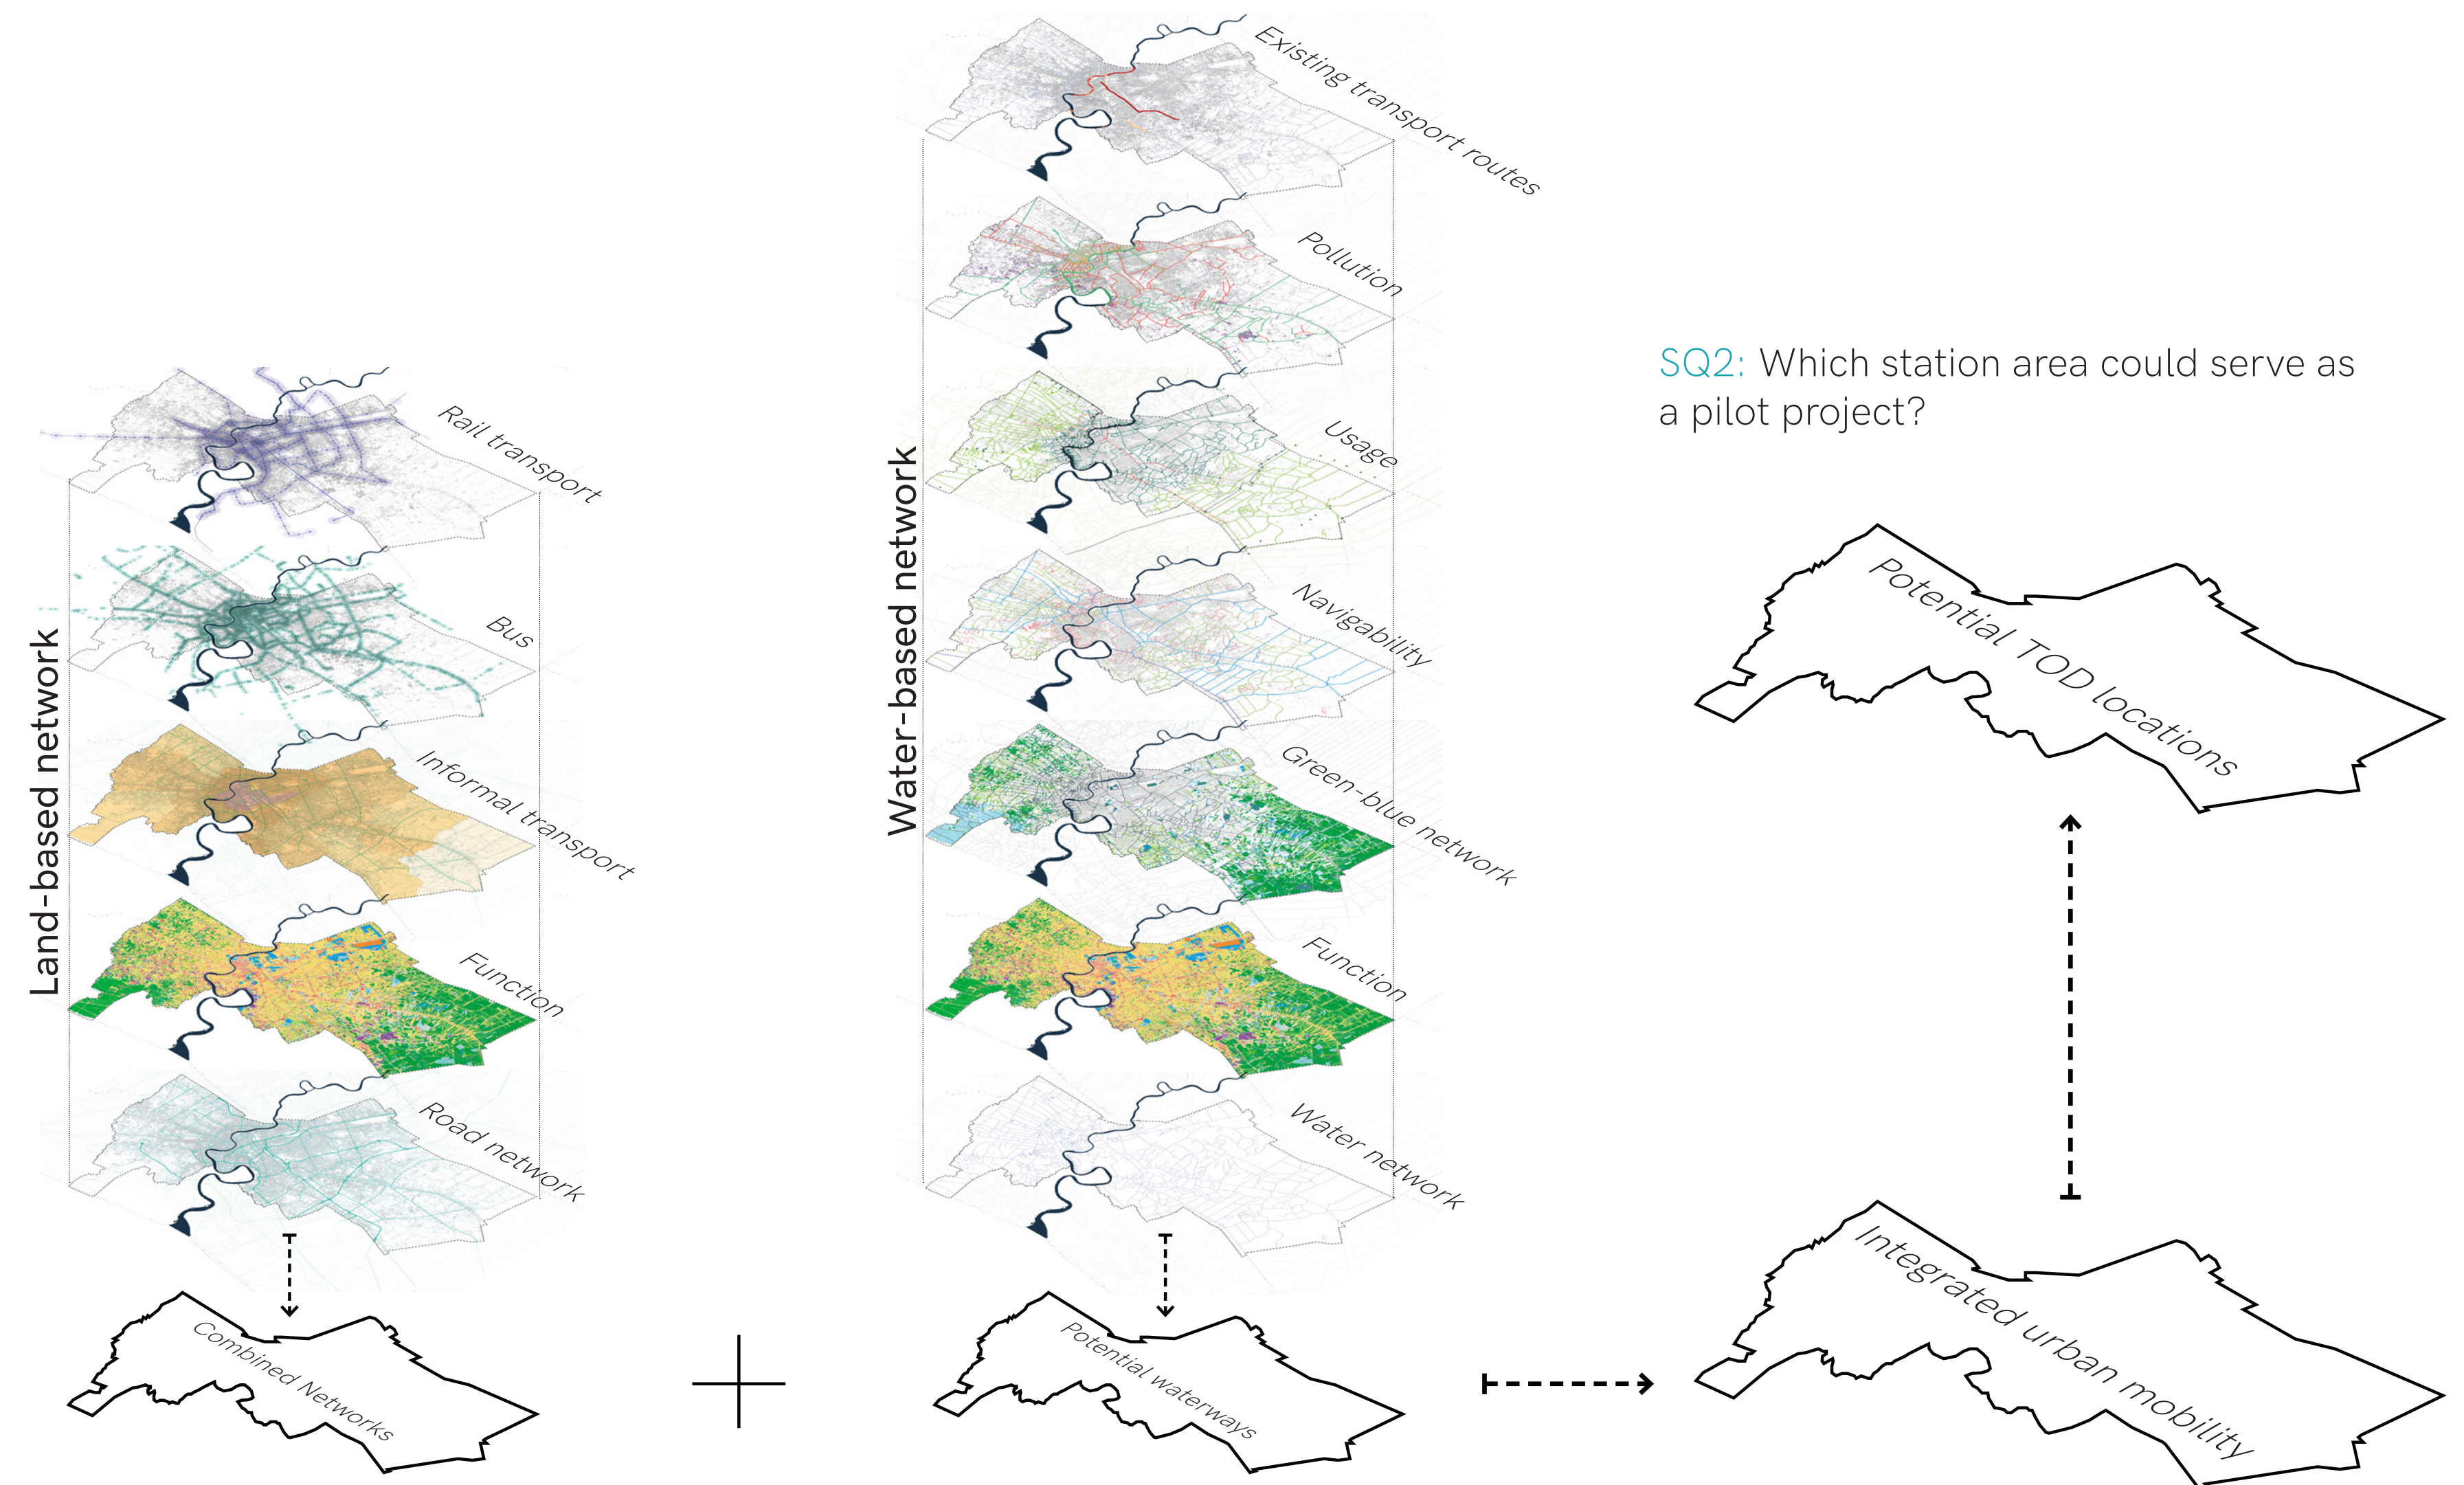 Land-based network
Rail transport
Bus
Informal transport
Function
Road network
Combined Networks
Water-based network
Existing transport routes
Pollution
Usage
Navigability
Green-blue network
Function
Water network
Potential waterways
SQ2: Which station area could serve as
a pilot project?
Potential TOD locations
Integrated urban mobility